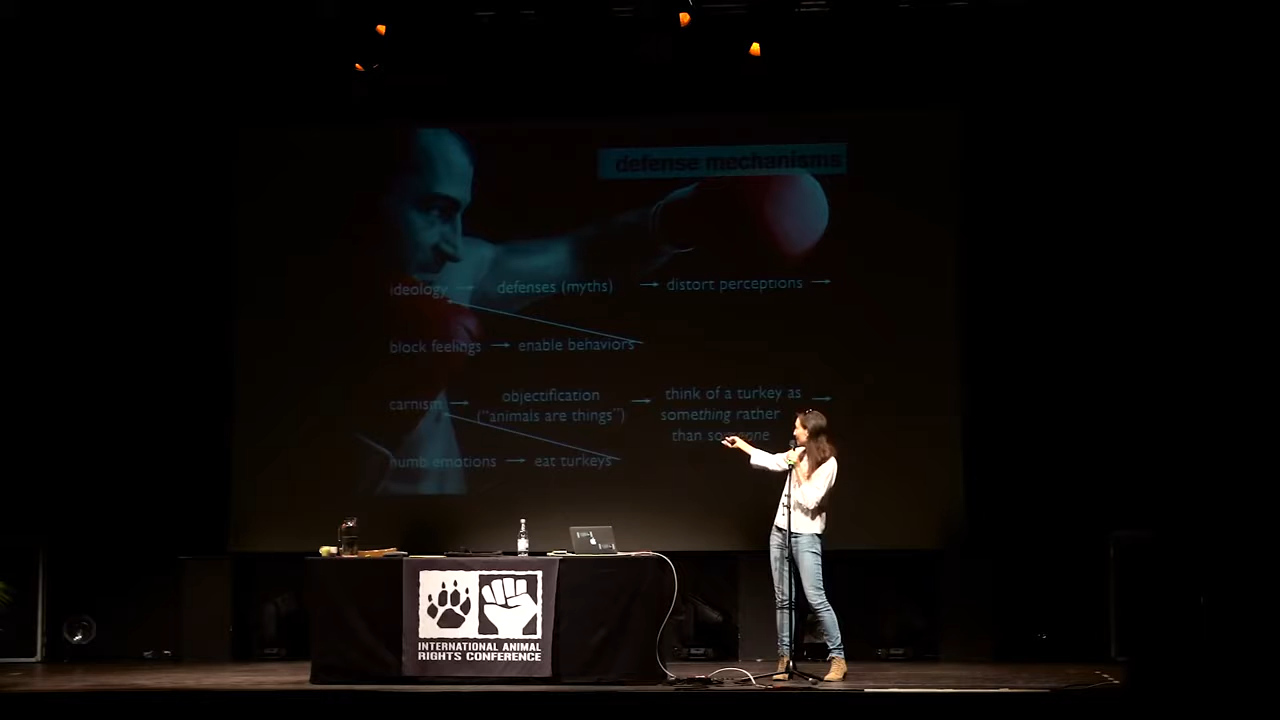 defense mechanisms
ideology → defenses (myths) → distort perceptions →
block feelings → enable behaviors
carnism → objectification ("animals are things") → think of a turkey as something rather than someone →
numb emotions → eat turkeys
INTERNATIONAL ANIMAL
RIGHTS CONFERENCE